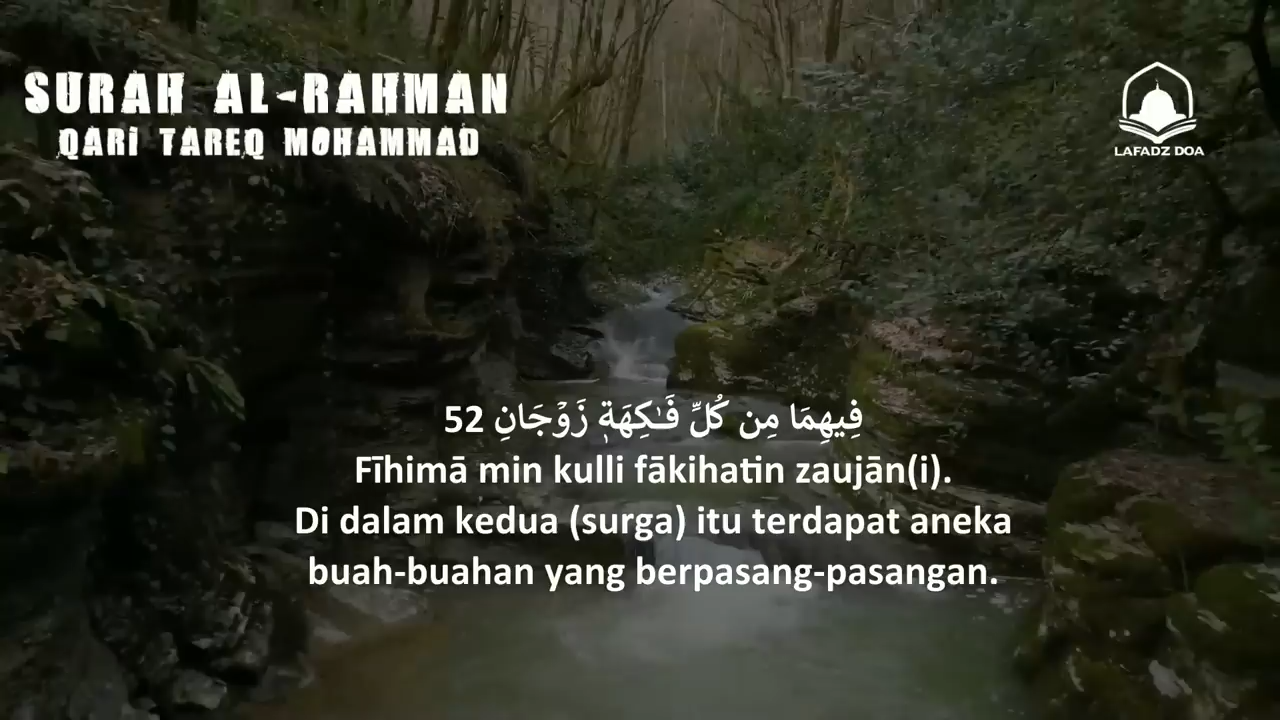 SURAH AL-RAHMAN
QARI TAREQ MOHAMMAD
LAFADZ DOA
فِيهِمَا مِن كُلِّ فَـٰكِهَةٖ زَوۡجَانِ 52
Fīhimā min kulli fākihatin zaujān(i).
Di dalam kedua (surga) itu terdapat aneka
buah-buahan yang berpasang-pasangan.